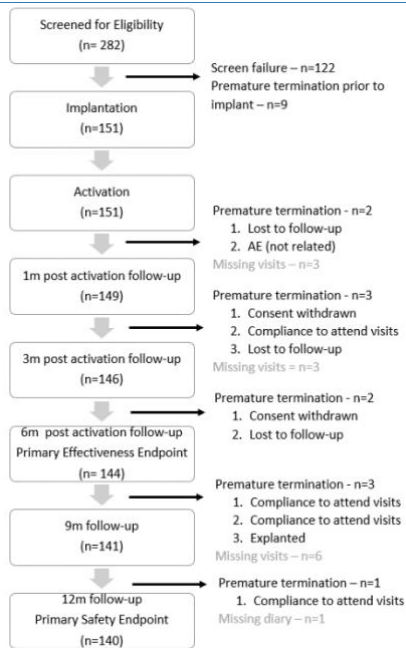 Screened for Eligibility
(n= 282)
Screen failure – n=122
Premature termination prior to
implant – n=9
Implantation
(n=151)
Activation
(n=151)
Premature termination - n=2
1. Lost to follow-up
2. AE (not related)
Missing visits – n=3
1m post activation follow-up
(n=149)
Premature termination - n=3
1. Consent withdrawn
2. Compliance to attend visits
3. Lost to follow-up
Missing visits = n=3
3m post activation follow-up
(n=146)
Premature termination - n=2
1. Consent withdrawn
2. Lost to follow-up
6m post activation follow-up
Primary Effectiveness Endpoint
(n= 144)
Premature termination - n=3
1. Compliance to attend visits
2. Compliance to attend visits
3. Explanted
Missing visits – n=6
9m follow-up
(n=141)
Premature termination – n=1
1. Compliance to attend visits
Missing diary – n=1
12m follow-up
Primary Safety Endpoint
(n=140)